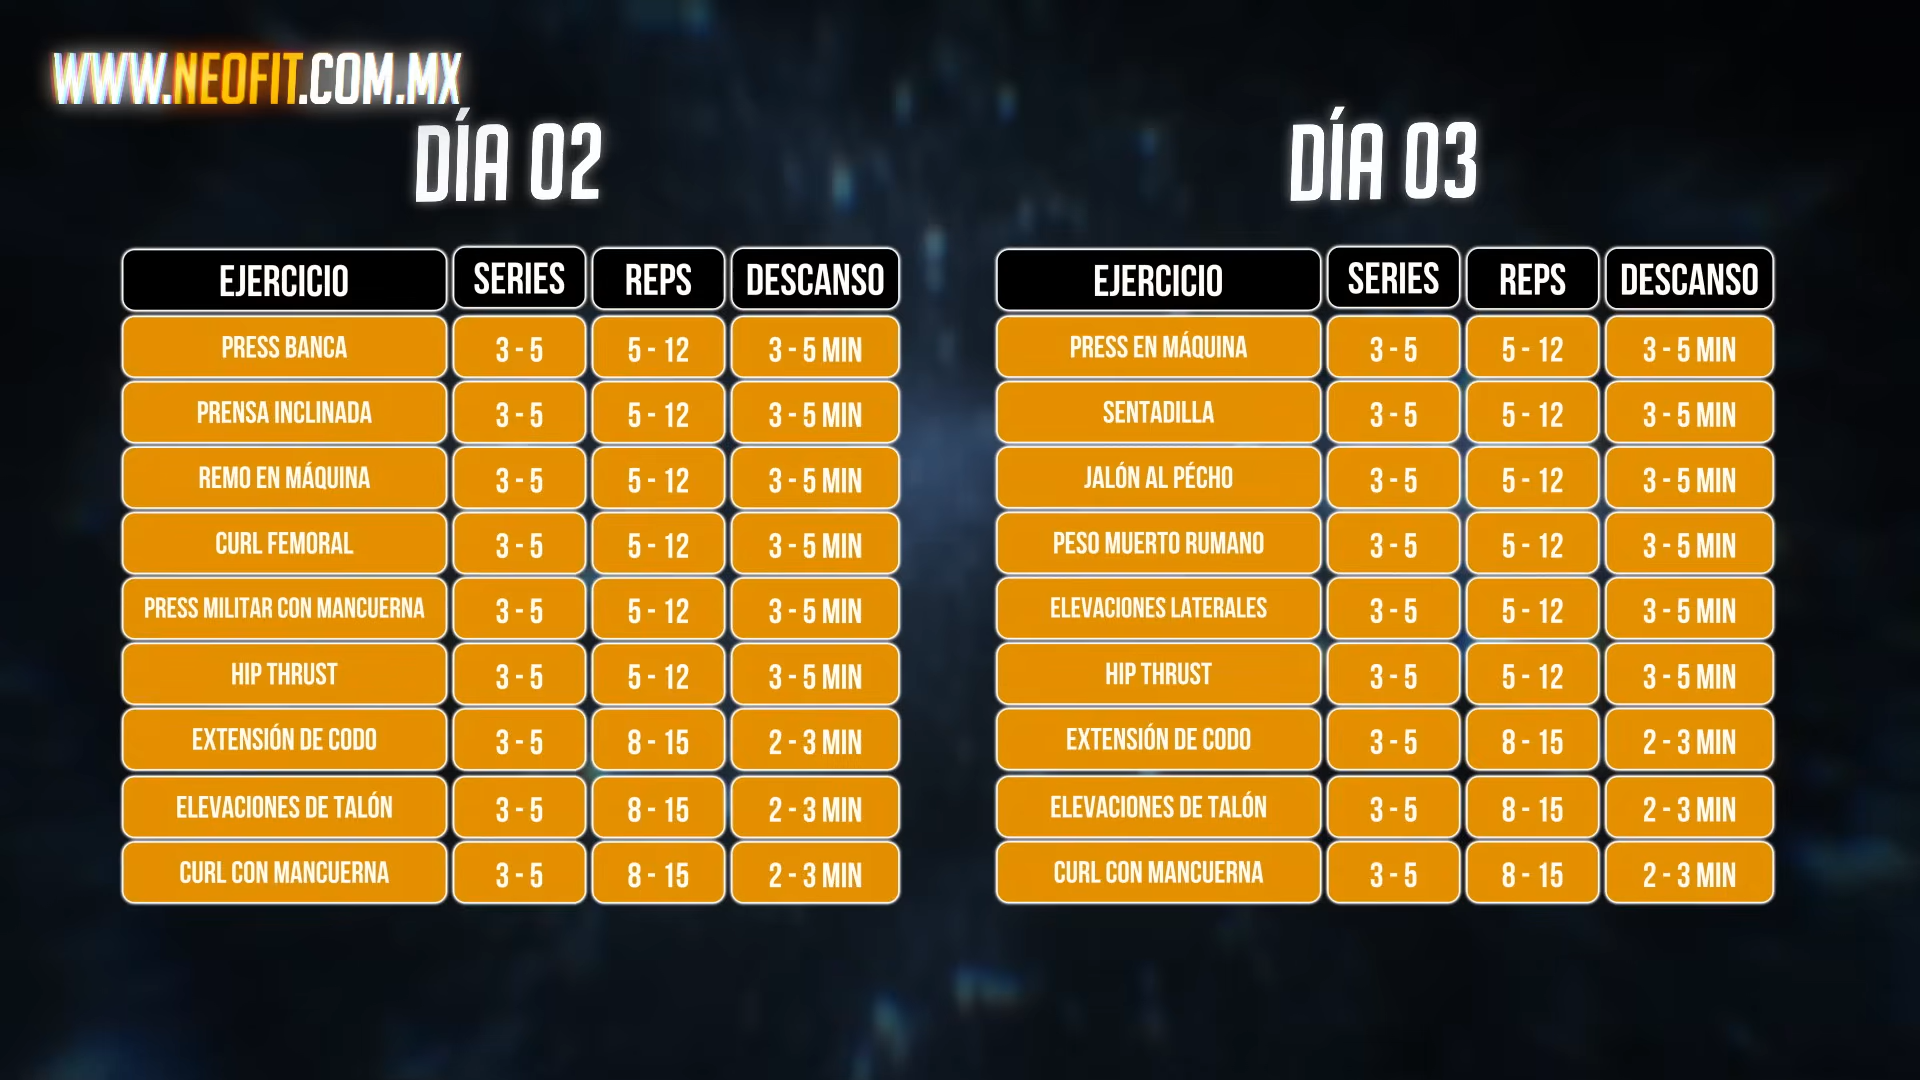 WWW.NEOFIT.COM.MX
DÍA 02
EJERCICIO SERIES REPS DESCANSO
PRESS BANCA 3 - 5 5 - 12 3 - 5 MIN
PRENSA INCLINADA 3 - 5 5 - 12 3 - 5 MIN
REMO EN MÁQUINA 3 - 5 5 - 12 3 - 5 MIN
CURL FEMORAL 3 - 5 5 - 12 3 - 5 MIN
PRESS MILITAR CON MANCUERNA 3 - 5 5 - 12 3 - 5 MIN
HIP THRUST 3 - 5 5 - 12 3 - 5 MIN
EXTENSIÓN DE CODO 3 - 5 8 - 15 2 - 3 MIN
ELEVACIONES DE TALÓN 3 - 5 8 - 15 2 - 3 MIN
CURL CON MANCUERNA 3 - 5 8 - 15 2 - 3 MIN
DÍA 03
EJERCICIO SERIES REPS DESCANSO
PRESS EN MÁQUINA 3 - 5 5 - 12 3 - 5 MIN
SENTADILLA 3 - 5 5 - 12 3 - 5 MIN
JALÓN AL PÉCHO 3 - 5 5 - 12 3 - 5 MIN
PESO MUERTO RUMANO 3 - 5 5 - 12 3 - 5 MIN
ELEVACIONES LATERALES 3 - 5 5 - 12 3 - 5 MIN
HIP THRUST 3 - 5 5 - 12 3 - 5 MIN
EXTENSIÓN DE CODO 3 - 5 8 - 15 2 - 3 MIN
ELEVACIONES DE TALÓN 3 - 5 8 - 15 2 - 3 MIN
CURL CON MANCUERNA 3 - 5 8 - 15 2 - 3 MIN